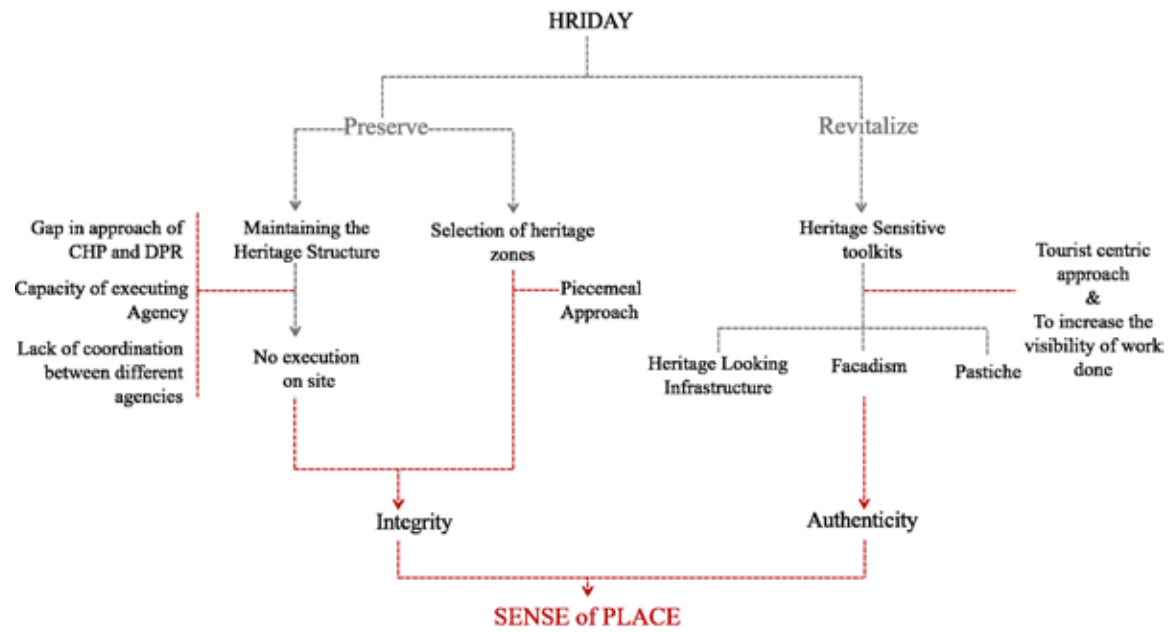 HRIDAY
Preserve
Revitalize
Gap in approach of
CHP and DPR
Capacity of executing
Agency
Lack of coordination
between different
agencies
Maintaining the
Heritage Structure
No execution
on site
Selection of heritage
zones
Piecemeal
Approach
Heritage Sensitive
toolkits
Tourist centric
approach
&
To increase the
visibility of work
done
Heritage Looking
Infrastructure
Facadism
Pastiche
Integrity
Authenticity
SENSE of PLACE